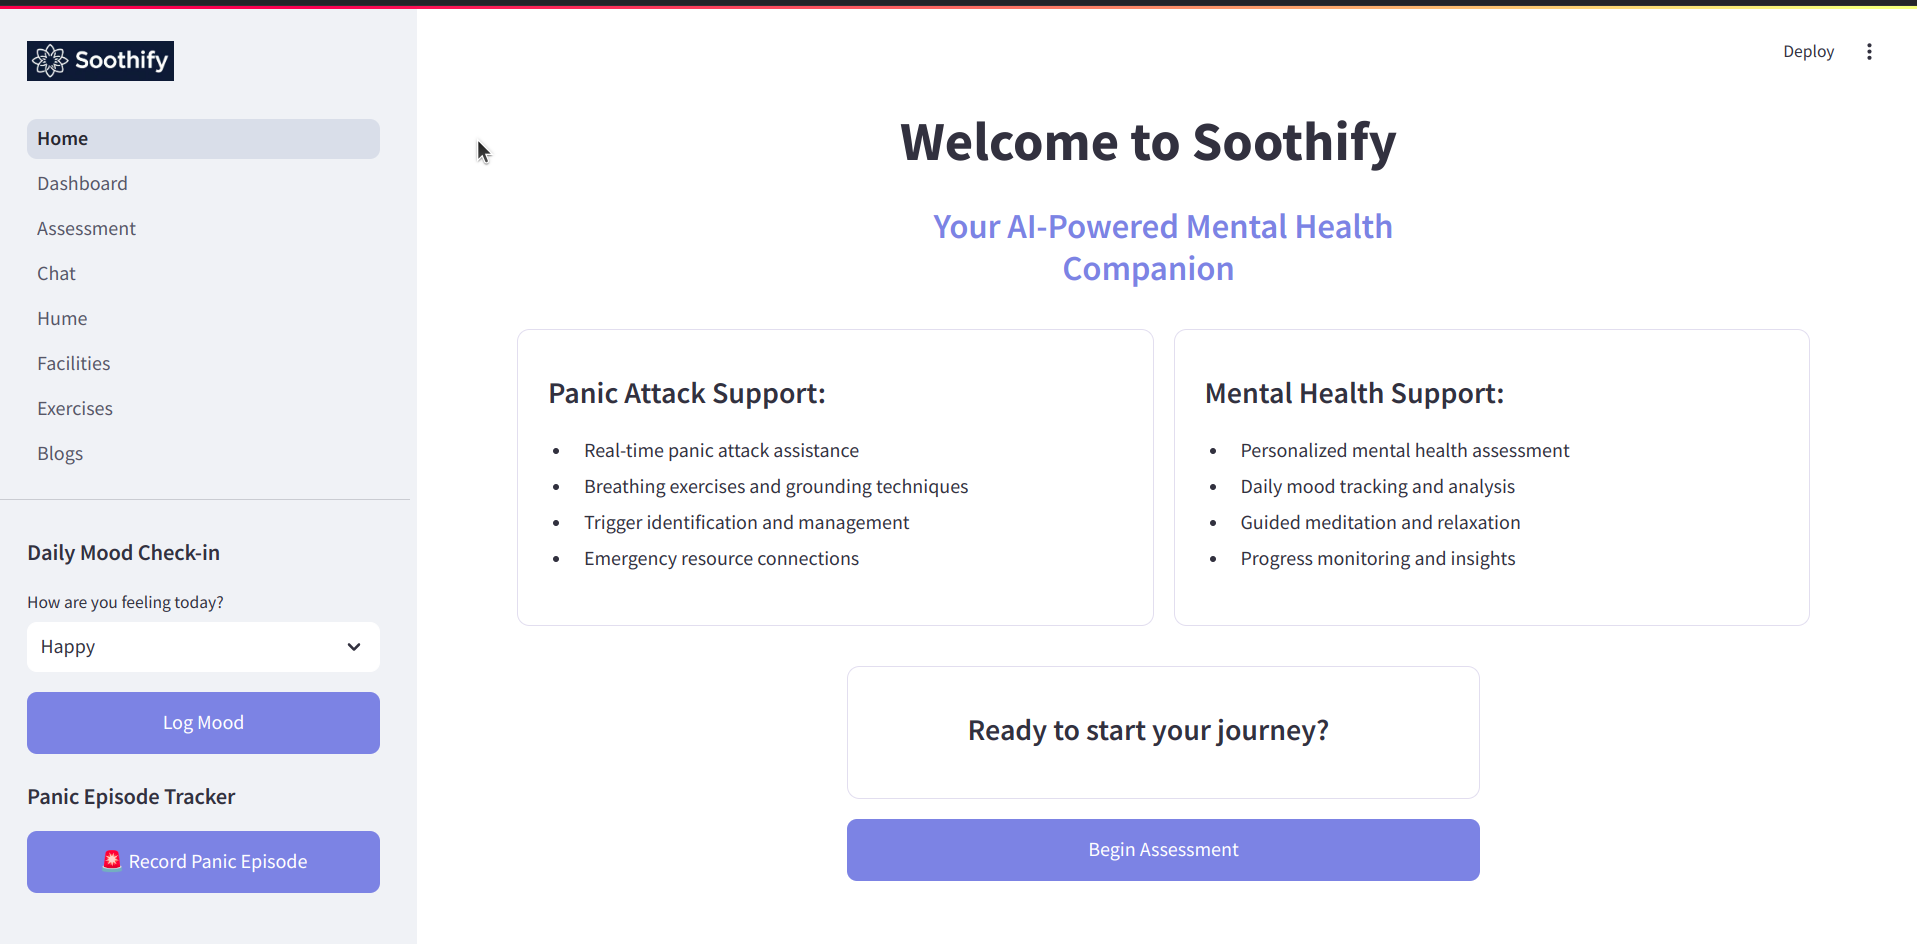 Soothify
Home
Dashboard
Assessment
Chat
Hume
Facilities
Exercises
Blogs
Daily Mood Check-in
How are you feeling today?
Happy
Log Mood
Panic Episode Tracker
🚨 Record Panic Episode
Deploy
Welcome to Soothify
Your AI-Powered Mental Health
Companion
Panic Attack Support:
• Real-time panic attack assistance
• Breathing exercises and grounding techniques
• Trigger identification and management
• Emergency resource connections
Mental Health Support:
• Personalized mental health assessment
• Daily mood tracking and analysis
• Guided meditation and relaxation
• Progress monitoring and insights
Ready to start your journey?
Begin Assessment